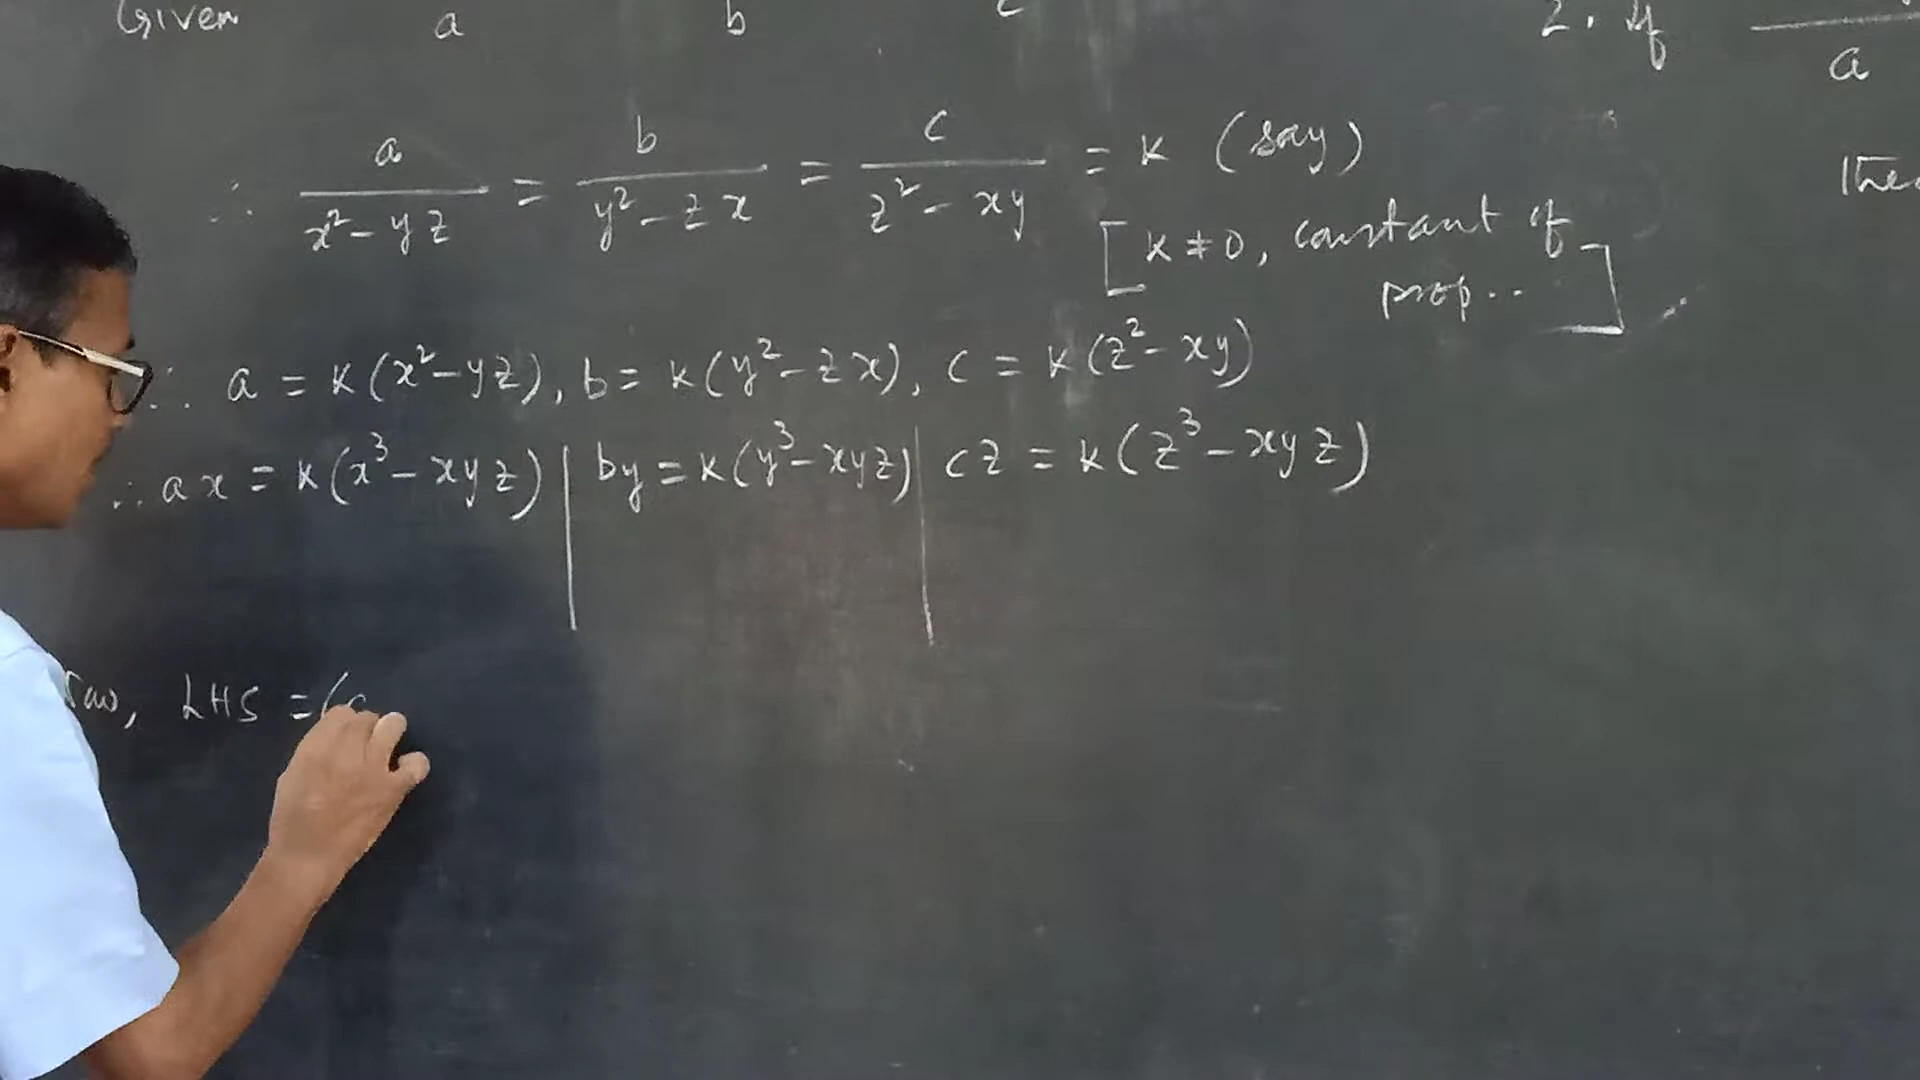 Given a b c
2. If a
∴ a/(x²-yz) = b/(y²-zx) = c/(z²-xy) = K (say)
The
[K≠0, constant of
prop..]
∴ a = K(x²-yz), b = K(y²-zx), c = K(z²-xy)
∴ ax = K(x³-xyz) | by = K(y³-xyz) | cz = K(z³-xyz)
LHS = (a